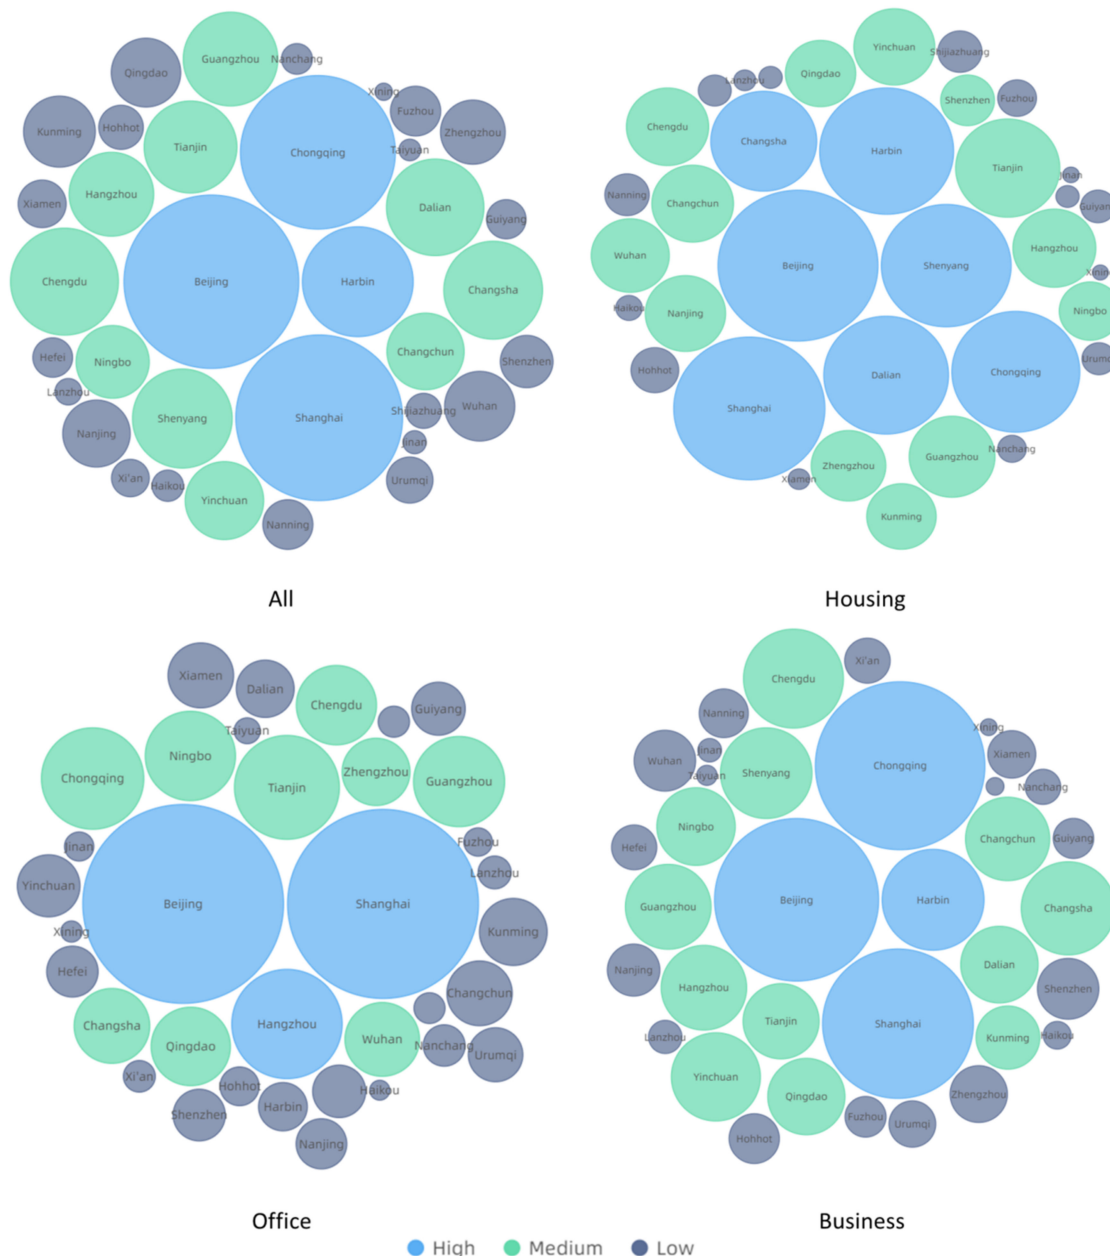 Guangzhou
Nanchang
Qingdao
Xining
Fuzhou
Kunming
Hohhot
Tianjin
Chongqing
Taiyuan
Zhengzhou
Hangzhou
Xiamen
Dalian
Guiyang
Chengdu
Beijing
Harbin
Changsha
Hefei
Ningbo
Changchun
Shenzhen
Lanzhou
Shenyang
Shanghai
Shijiazhuang
Wuhan
Nanjing
Jinan
Xi'an
Haikou
Yinchuan
Urumqi
Nanning
All
Yinchuan
Shijiazhuang
Lanzhou
Qingdao
Shenzhen
Fuzhou
Chengdu
Changsha
Harbin
Tianjin
Jinan
Nanning
Changchun
Guiyan
Wuhan
Beijing
Shenyang
Hangzhou
Xinin
Haikou
Nanjing
Ningbo
Hohhot
Dalian
Chongqing
Urumq
Shanghai
Zhengzhou
Guangzhou
Nanchang
Xiamen
Kunming
Housing
Xiamen
Dalian
Chengdu
Guiyang
Taiyuan
Ningbo
Chongqing
Tianjin
Zhengzhou
Guangzhou
Jinan
Fuzhou
Lanzhou
Yinchuan
Beijing
Shanghai
Xining
Kunming
Hefei
Changchun
Changsha
Qingdao
Hangzhou
Wuhan
Nanchang
Urumqi
Xi'an
Hohhot
Haikou
Shenzhen
Harbin
Nanjing
Office
Xi'an
Chengdu
Nanning
Xining
Wuhan
Jinan
Taiyuan
Shenyang
Chongqing
Xiamen
Nanchang
Ningbo
Hefei
Changchun
Guiyang
Guangzhou
Beijing
Harbin
Changsha
Nanjing
Hangzhou
Dalian
Shenzhen
Lanzhou
Tianjin
Shanghai
Kunming
Haikou
Yinchuan
Qingdao
Zhengzhou
Fuzhou
Urumqi
Hohhot
Business
High
Medium
Low